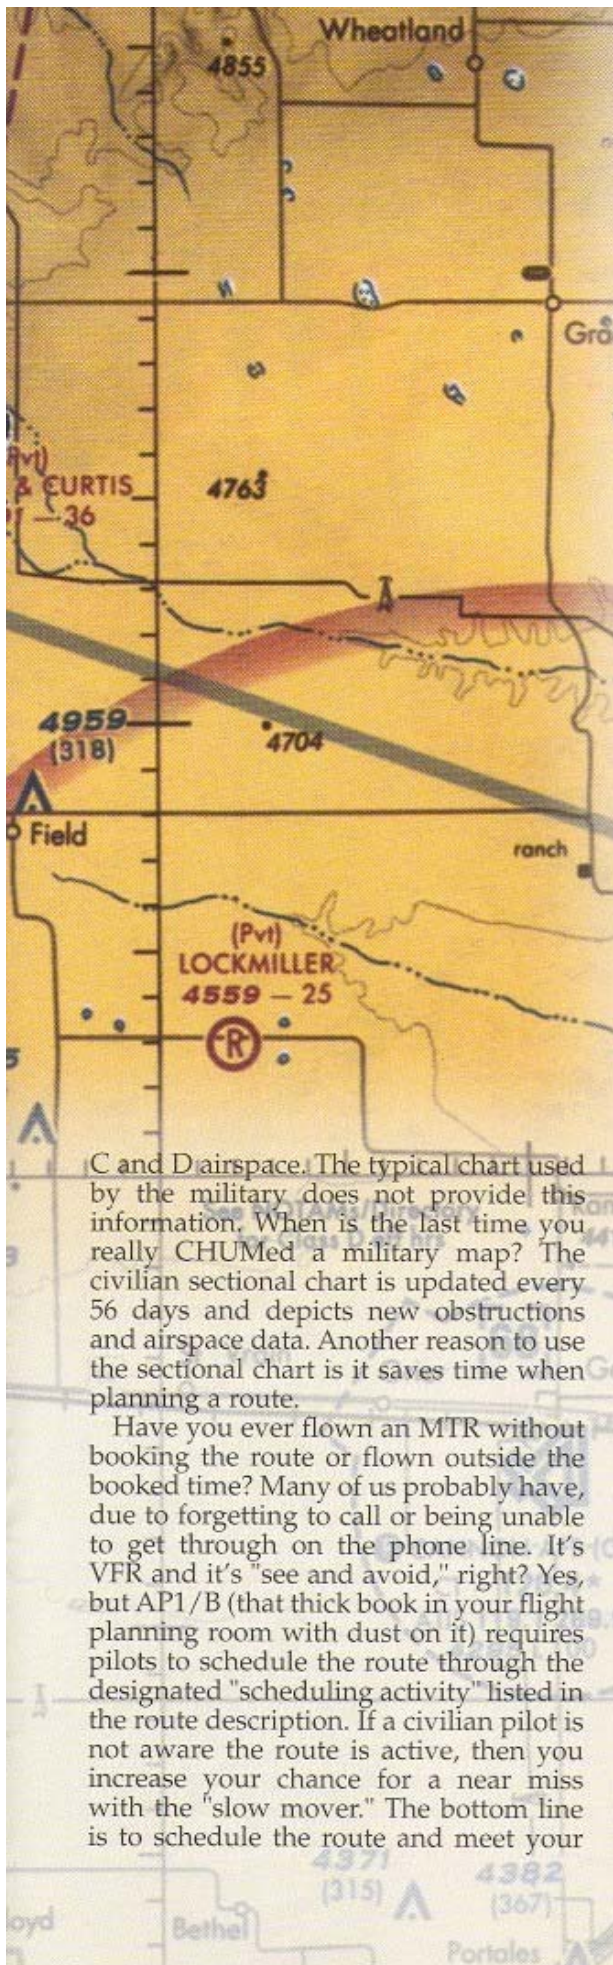 Wheatland
4855
Gra
Pvt)
& CURTIS
36
4763
4959
(318)
4704
Field
ranch
(Pvt)
LOCKMILLER
4559 – 25
R
C and D airspace. The typical chart used
by the military does not provide this
information. When is the last time you
really CHUMed a military map? The
civilian sectional chart is updated every
56 days and depicts new obstructions
and airspace data. Another reason to use
the sectional chart is it saves time when
planning a route.
Have you ever flown an MTR without
booking the route or flown outside the
booked time? Many of us probably have,
due to forgetting to call or being unable
to get through on the phone line. It's
VFR and it's "see and avoid," right? Yes,
but AP1/B (that thick book in your flight
planning room with dust on it) requires
pilots to schedule the route through the
designated "scheduling activity" listed in
the route description. If a civilian pilot is
not aware the route is active, then you
increase your chance for a near miss
with the "slow mover." The bottom line
is to schedule the route and meet your
See NOTAMs/Directory
for Class D eff hrs
4371
(315)
4382
(367)
oyd
Bethel
Portales